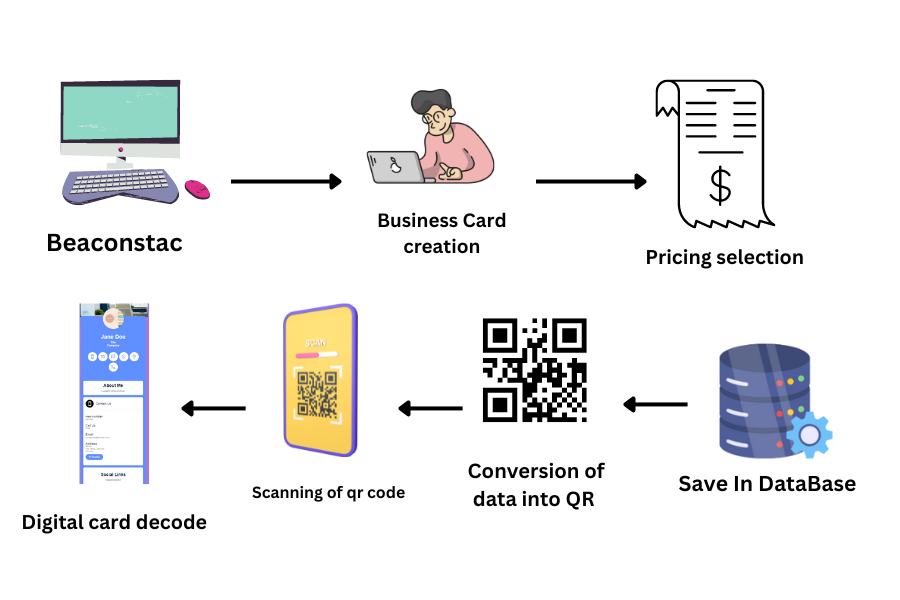 Beaconstac
Business Card
creation
$
Pricing selection
Jane Doe
About Me
Contact Us
Call Us
Email
Address
Social Links
SCAN
Digital card decode
Scanning of qr code
Conversion of
data into QR
Save In DataBase